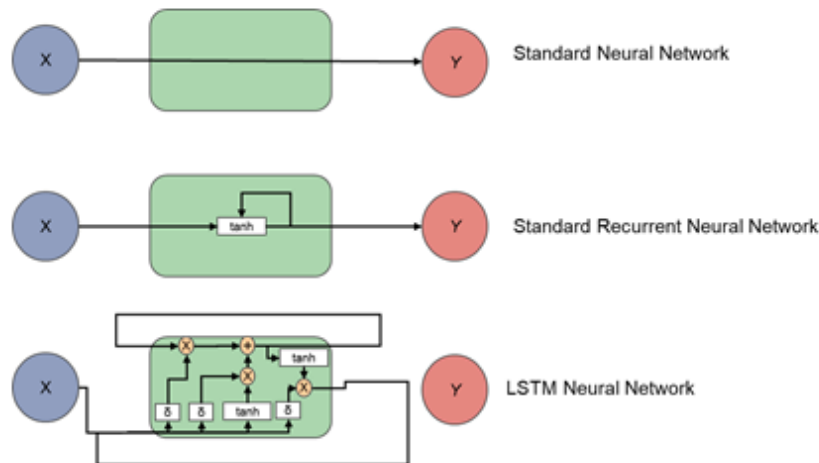 X
Y
Standard Neural Network
X
tanh
Y
Standard Recurrent Neural Network
X
X
+
tanh
X
X
δ
δ
tanh
δ
Y
LSTM Neural Network